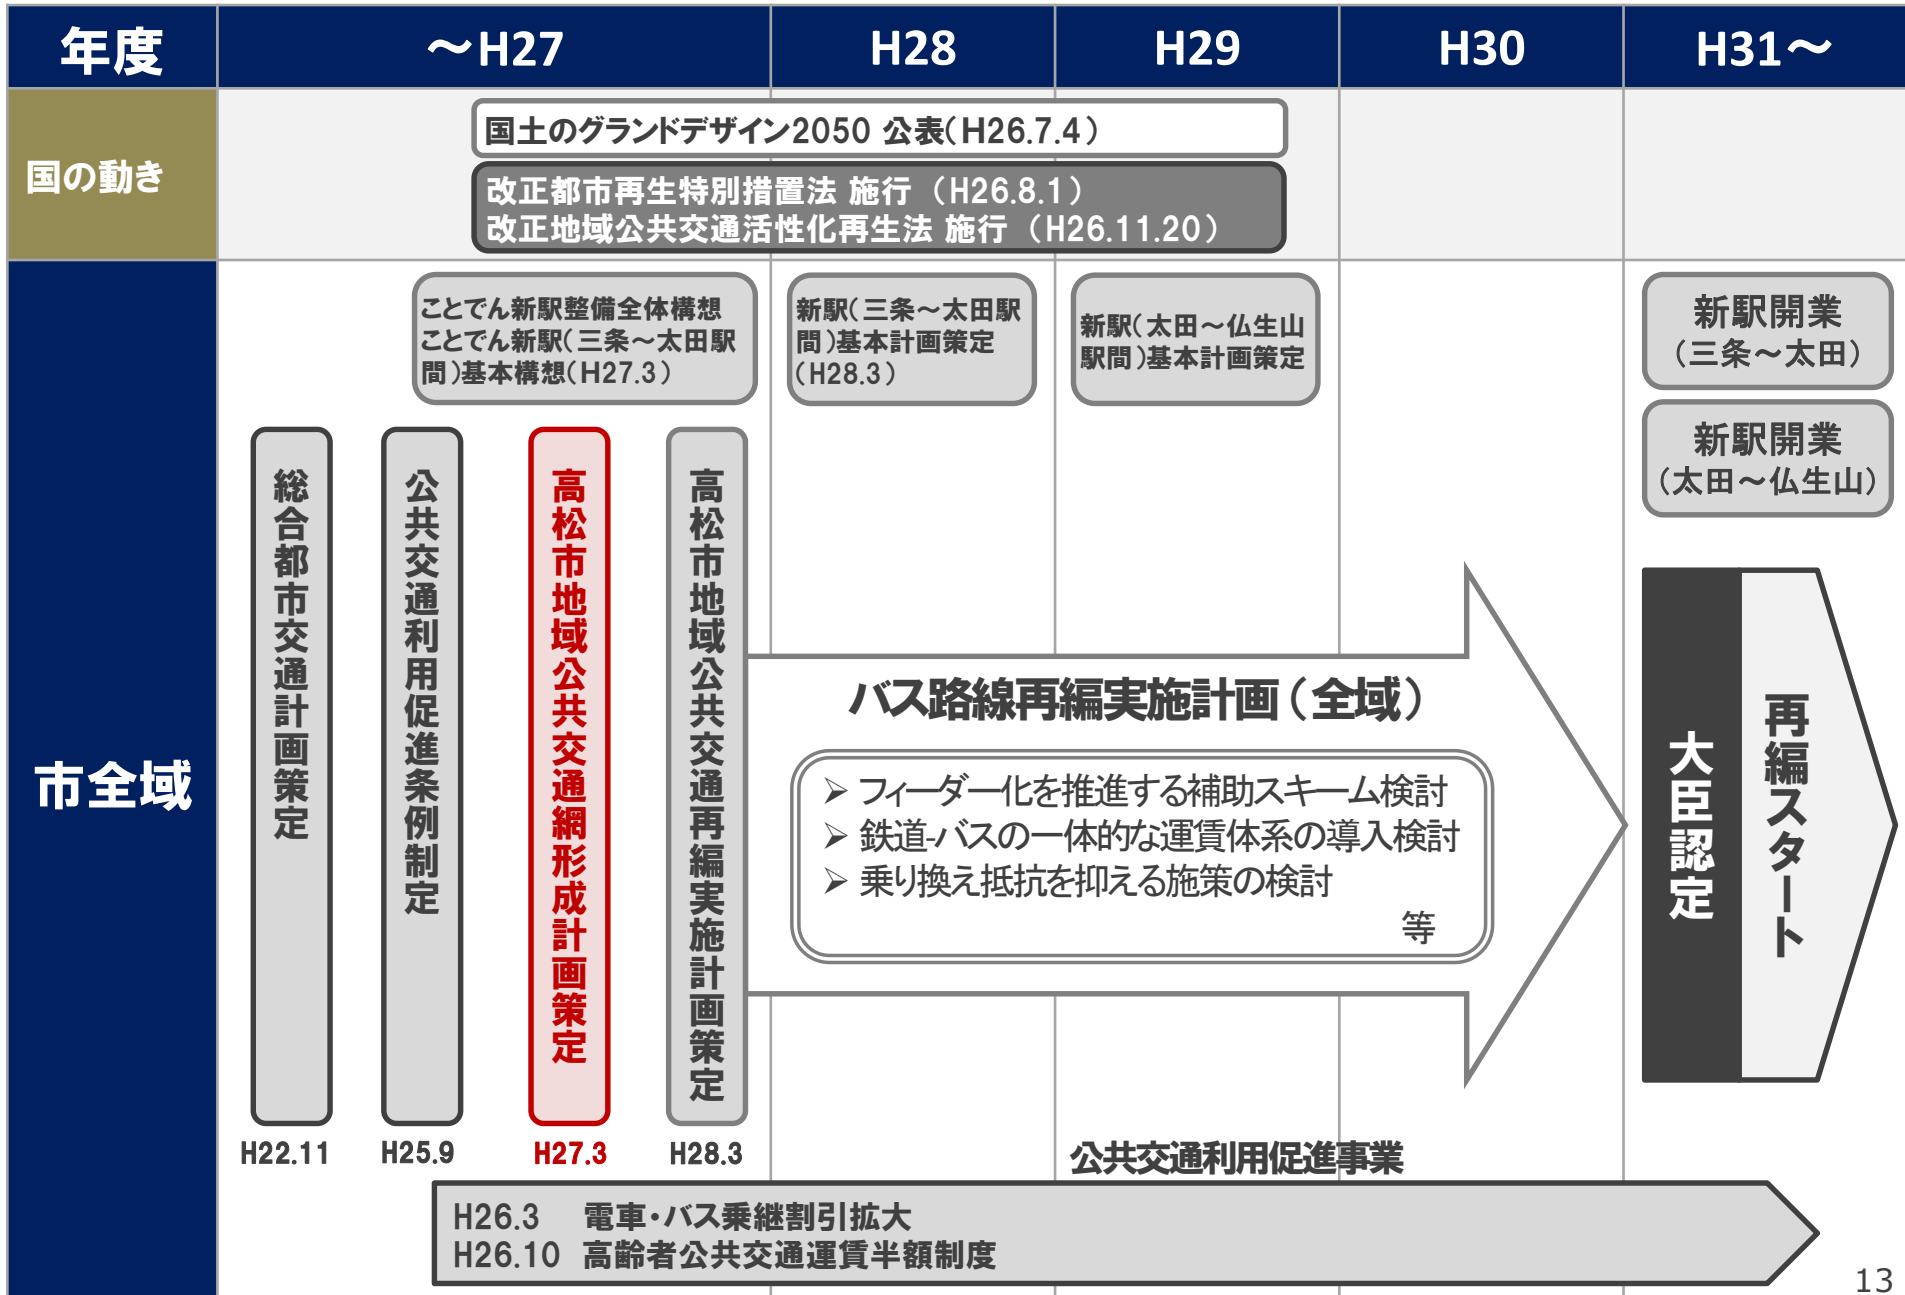 年度
～H27
H28
H29
H30
H31～
国の動き
国土のグランドデザイン2050 公表（H26.7.4）
改正都市再生特別措置法 施行 （H26.8.1）
改正地域公共交通活性化再生法 施行 （H26.11.20）
市全域
ことでん新駅整備全体構想
ことでん新駅（三条～太田駅
間）基本構想（H27.3）
新駅（三条～太田駅
間）基本計画策定
（H28.3）
新駅（太田～仏生山
駅間）基本計画策定
新駅開業
（三条～太田）
新駅開業
（太田～仏生山）
総合都市交通計画策定
H22.11
公共交通利用促進条例制定
H25.9
高松市地域公共交通網形成計画策定
H27.3
高松市地域公共交通再編実施計画策定
H28.3
バス路線再編実施計画（全域）
➢ フィーダー化を推進する補助スキーム検討
➢ 鉄道-バスの一体的な運賃体系の導入検討
➢ 乗り換え抵抗を抑える施策の検討
等
大臣認定
再編スタート
公共交通利用促進事業
H26.3 電車・バス乗継割引拡大
H26.10 高齢者公共交通運賃半額制度
13